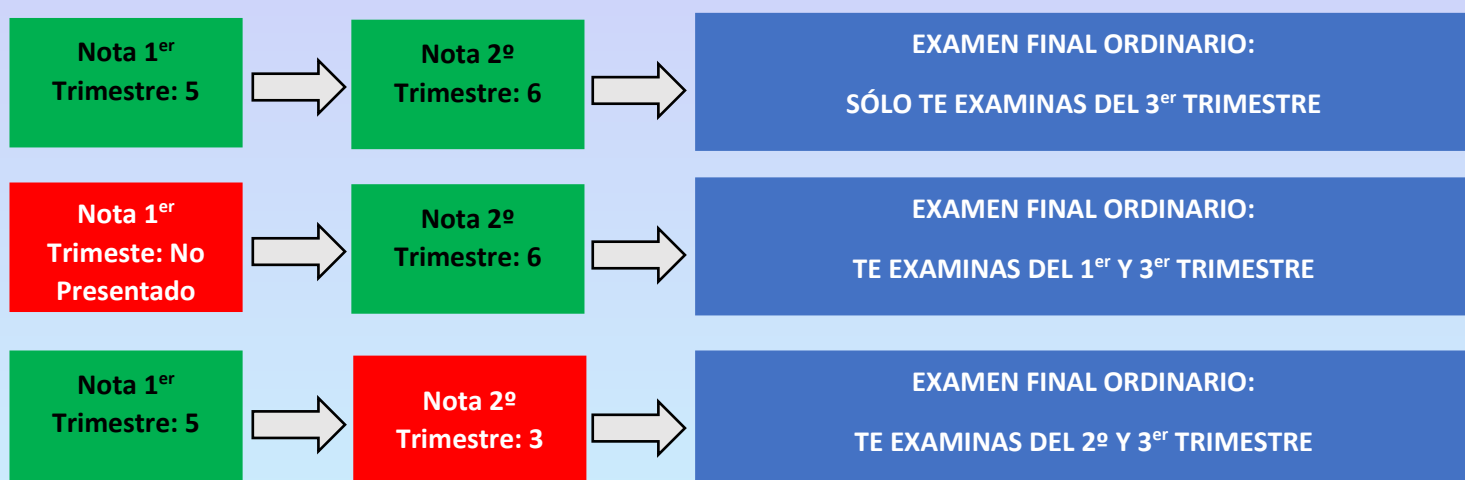 Nota 1er
Trimestre: 5
Nota 2º
Trimestre: 6
EXAMEN FINAL ORDINARIO:
SÓLO TE EXAMINAS DEL 3er TRIMESTRE
Nota 1er
Trimeste: No
Presentado
Nota 2º
Trimestre: 6
EXAMEN FINAL ORDINARIO:
TE EXAMINAS DEL 1er Y 3er TRIMESTRE
Nota 1er
Trimestre: 5
Nota 2º
Trimestre: 3
EXAMEN FINAL ORDINARIO:
TE EXAMINAS DEL 2º Y 3er TRIMESTRE